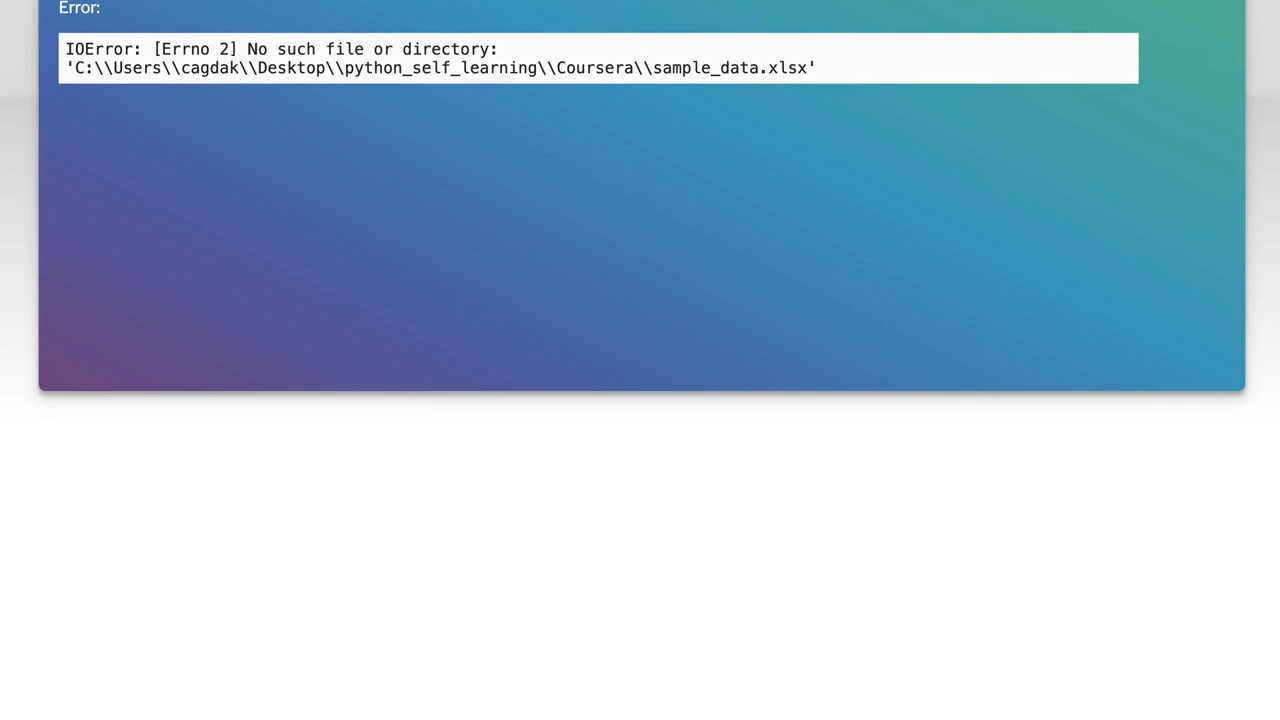 Error:
IOError: [Errno 2] No such file or directory:
'C:\\Users\\cagdak\\Desktop\\python_self_learning\\Coursera\\sample_data.xlsx'